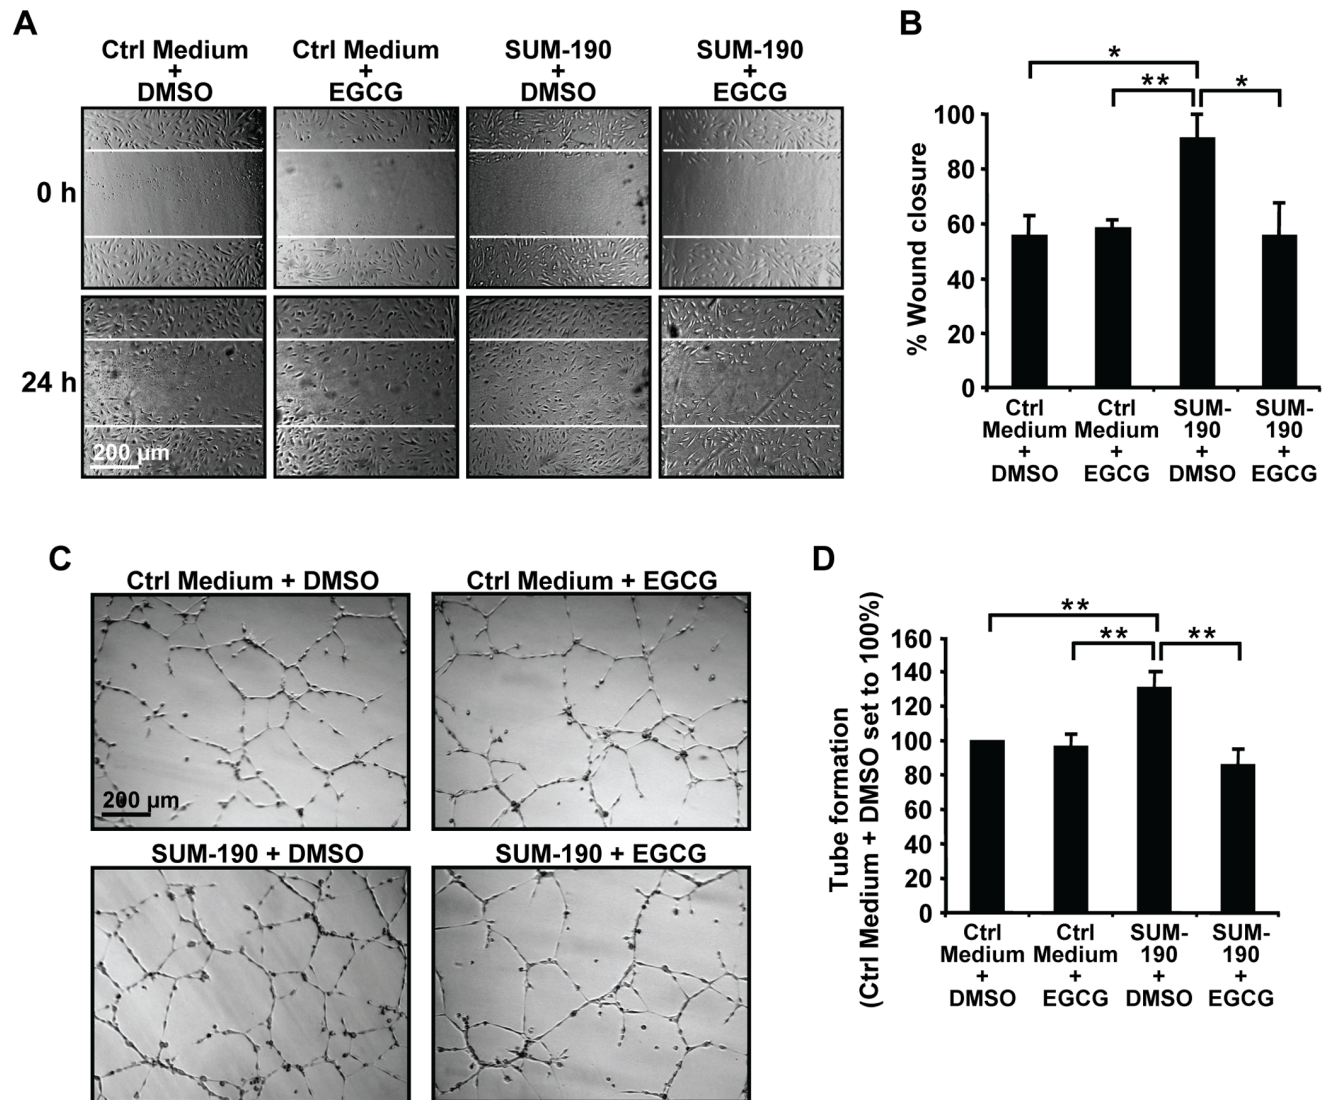 A
Ctrl Medium
+
DMSO
Ctrl Medium
+
EGCG
SUM-190
+
DMSO
SUM-190
+
EGCG
0 h
24 h
200 µm
B
*
**
*
% Wound closure
100
80
60
40
20
0
Ctrl
Medium
+
DMSO
Ctrl
Medium
+
EGCG
SUM-
190
+
DMSO
SUM-
190
+
EGCG
C
Ctrl Medium + DMSO
Ctrl Medium + EGCG
200 µm
SUM-190 + DMSO
SUM-190 + EGCG
D
**
**
**
Tube formation
(Ctrl Medium + DMSO set to 100%)
160
140
120
100
80
60
40
20
0
Ctrl
Medium
+
DMSO
Ctrl
Medium
+
EGCG
SUM-
190
+
DMSO
SUM-
190
+
EGCG